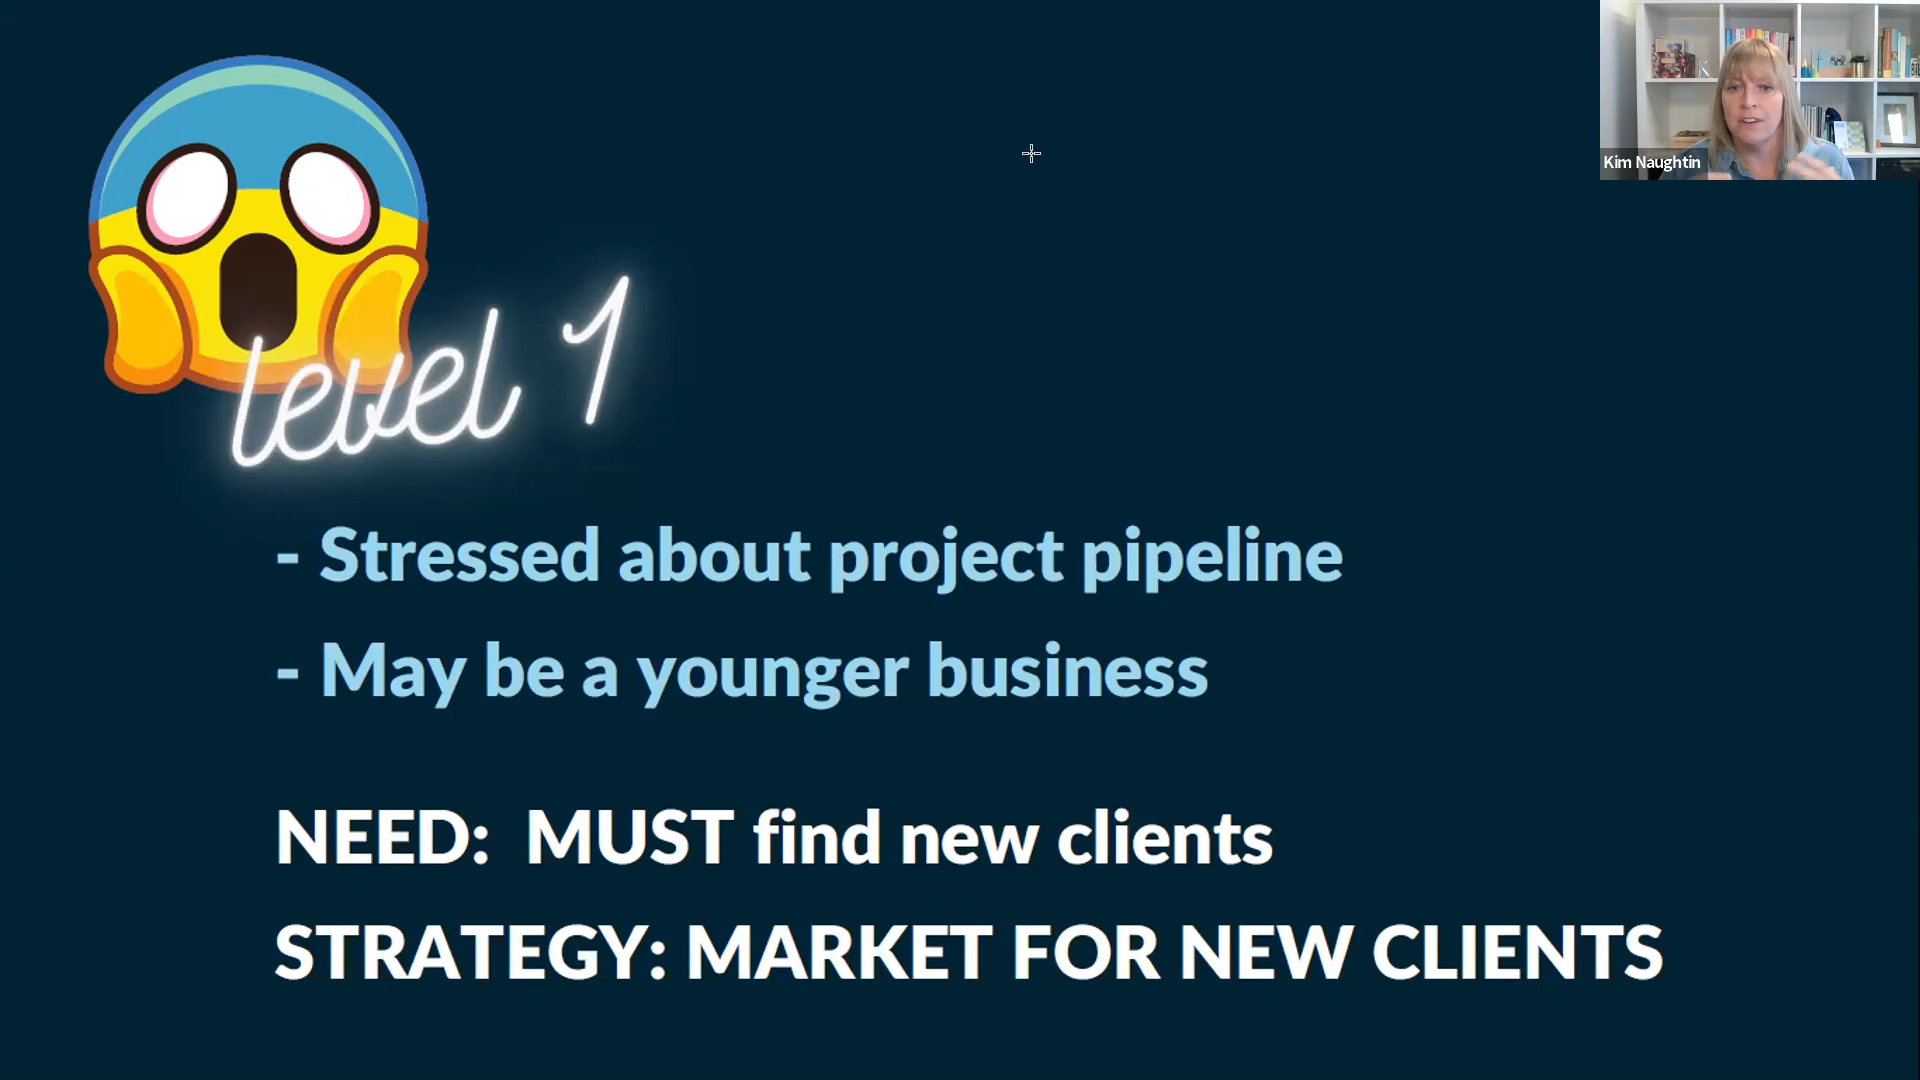 Kim Naughtin
level 1
- Stressed about project pipeline
- May be a younger business
NEED:  MUST find new clients
STRATEGY: MARKET FOR NEW CLIENTS